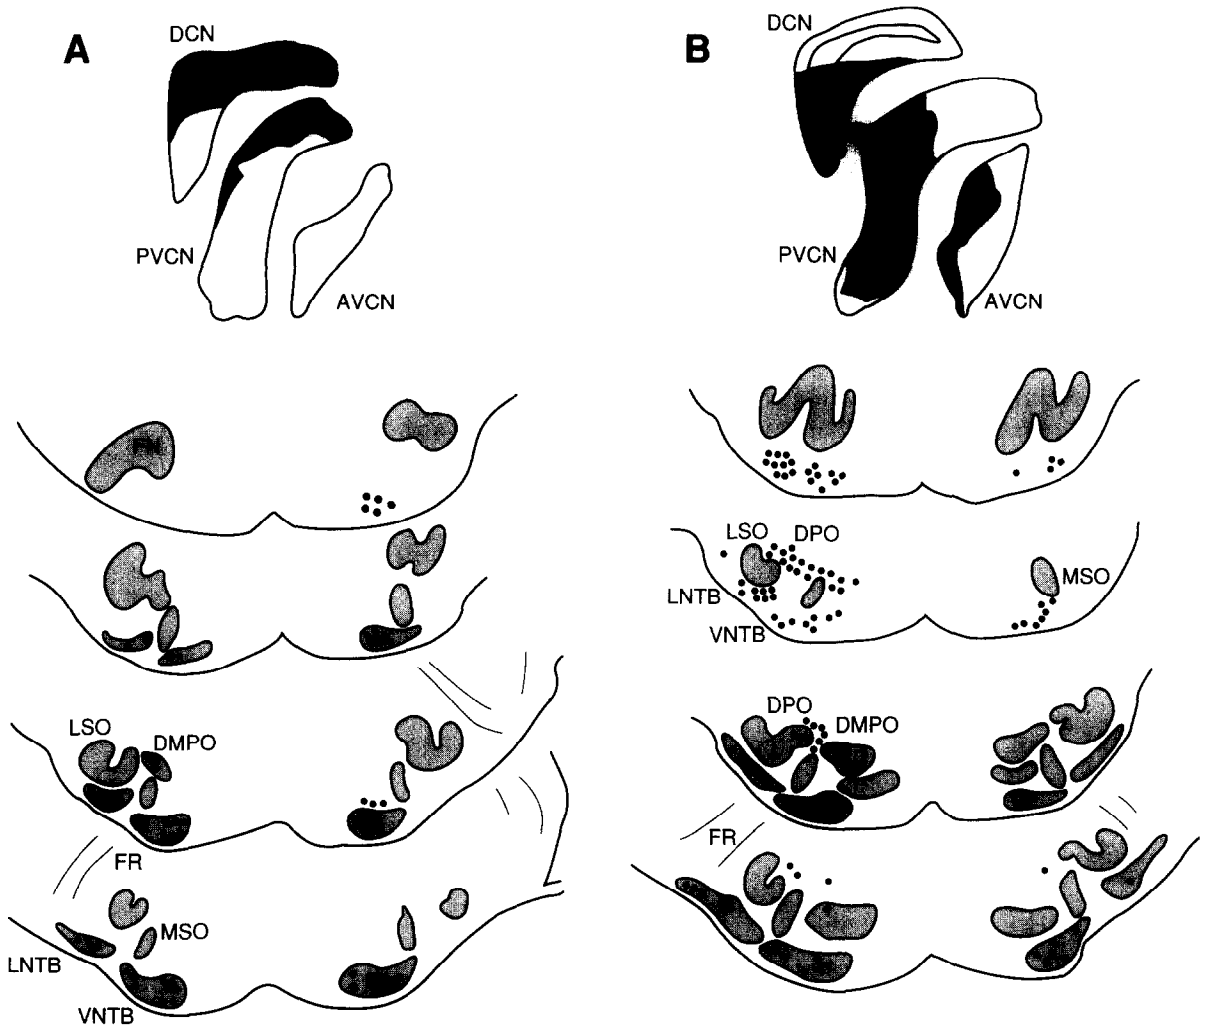 A
DCN
PVCN
AVCN
FN
LSO
DMPO
FR
MSO
LNTB
VNTB
B
DCN
PVCN
AVCN
LSO
DPO
MSO
LNTB
VNTB
DPO
DMPO
FR